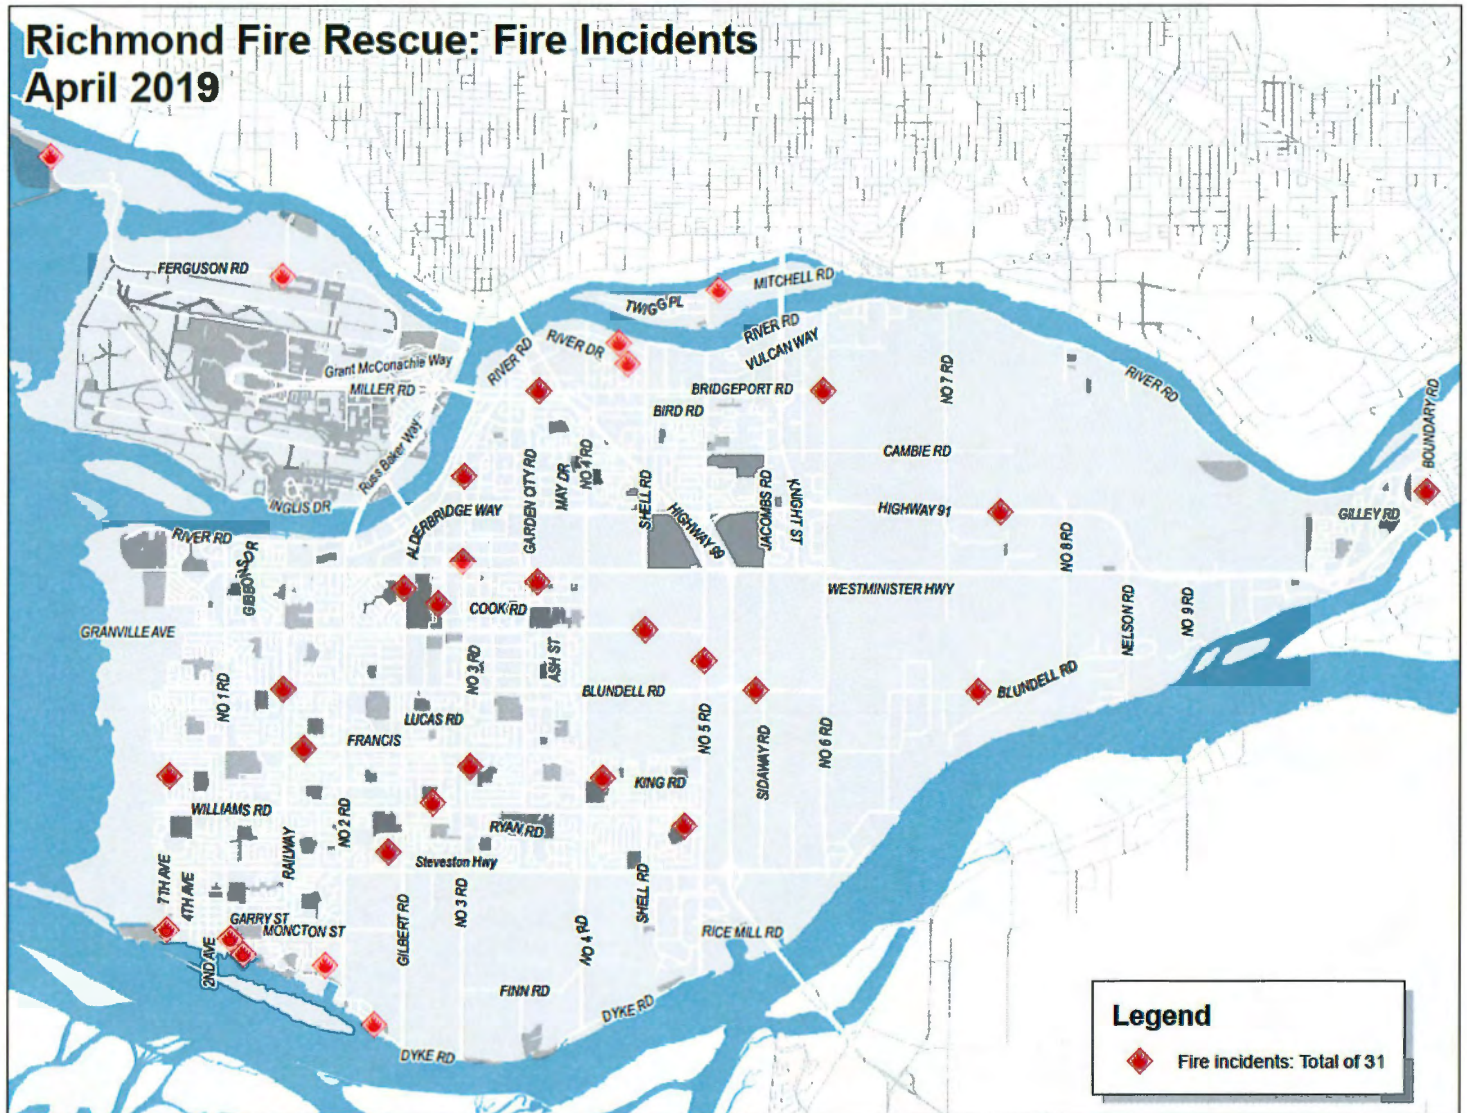 Richmond Fire Rescue: Fire Incidents
April 2019
FERGUSON RD
TWIGG PL
MITCHELL RD
RIVER RD
VULCAN WAY
RIVER DR
RIVER RD
Grant McConachie Way
MILLER RD
BRIDGEPORT RD
BIRD RD
NO 7 RD
RIVER RD
BOUNDARY RD
Russ Baker Way
CAMBIE RD
NO 4 RD
MAY DR
GARDEN CITY RD
SHELL RD
HIGHWAY 99
JACOBS RD
KNIGHT ST
HIGHWAY 91
GILLEY RD
INGLIS DR
ALDERBRIDGE WAY
RIVER RD
GIBBONS DR
NO 8 RD
WESTMINISTER HWY
NELSON RD
NO 9 RD
COOK RD
GRANVILLE AVE
NO 3 RD
ASH ST
NO 1 RD
BLUNDELL RD
BLUNDELL RD
LUCAS RD
NO 5 RD
SIDAWAY RD
NO 6 RD
FRANCIS
KING RD
WILLIAMS RD
NO 2 RD
RYAN RD
RAILWAY
Steveston Hwy
7TH AVE
4TH AVE
GILBERT RD
NO 3 RD
SHELL RD
GARRY ST
MONCTON ST
2ND AVE
NO 4 RD
RICE MILL RD
FINN RD
DYKE RD
DYKE RD
Legend
Fire incidents: Total of 31